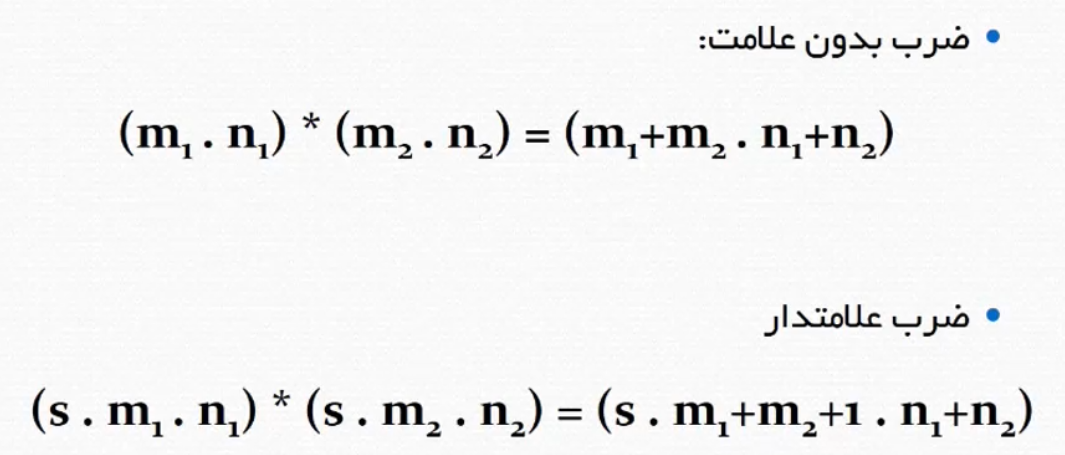 • ضرب بدون علامت:
(m₁ . n₁) * (m₂ . n₂) = (m₁+m₂ . n₁+n₂)
• ضرب علامتدار
(s . m₁ . n₁) * (s . m₂ . n₂) = (s . m₁+m₂+1 . n₁+n₂)